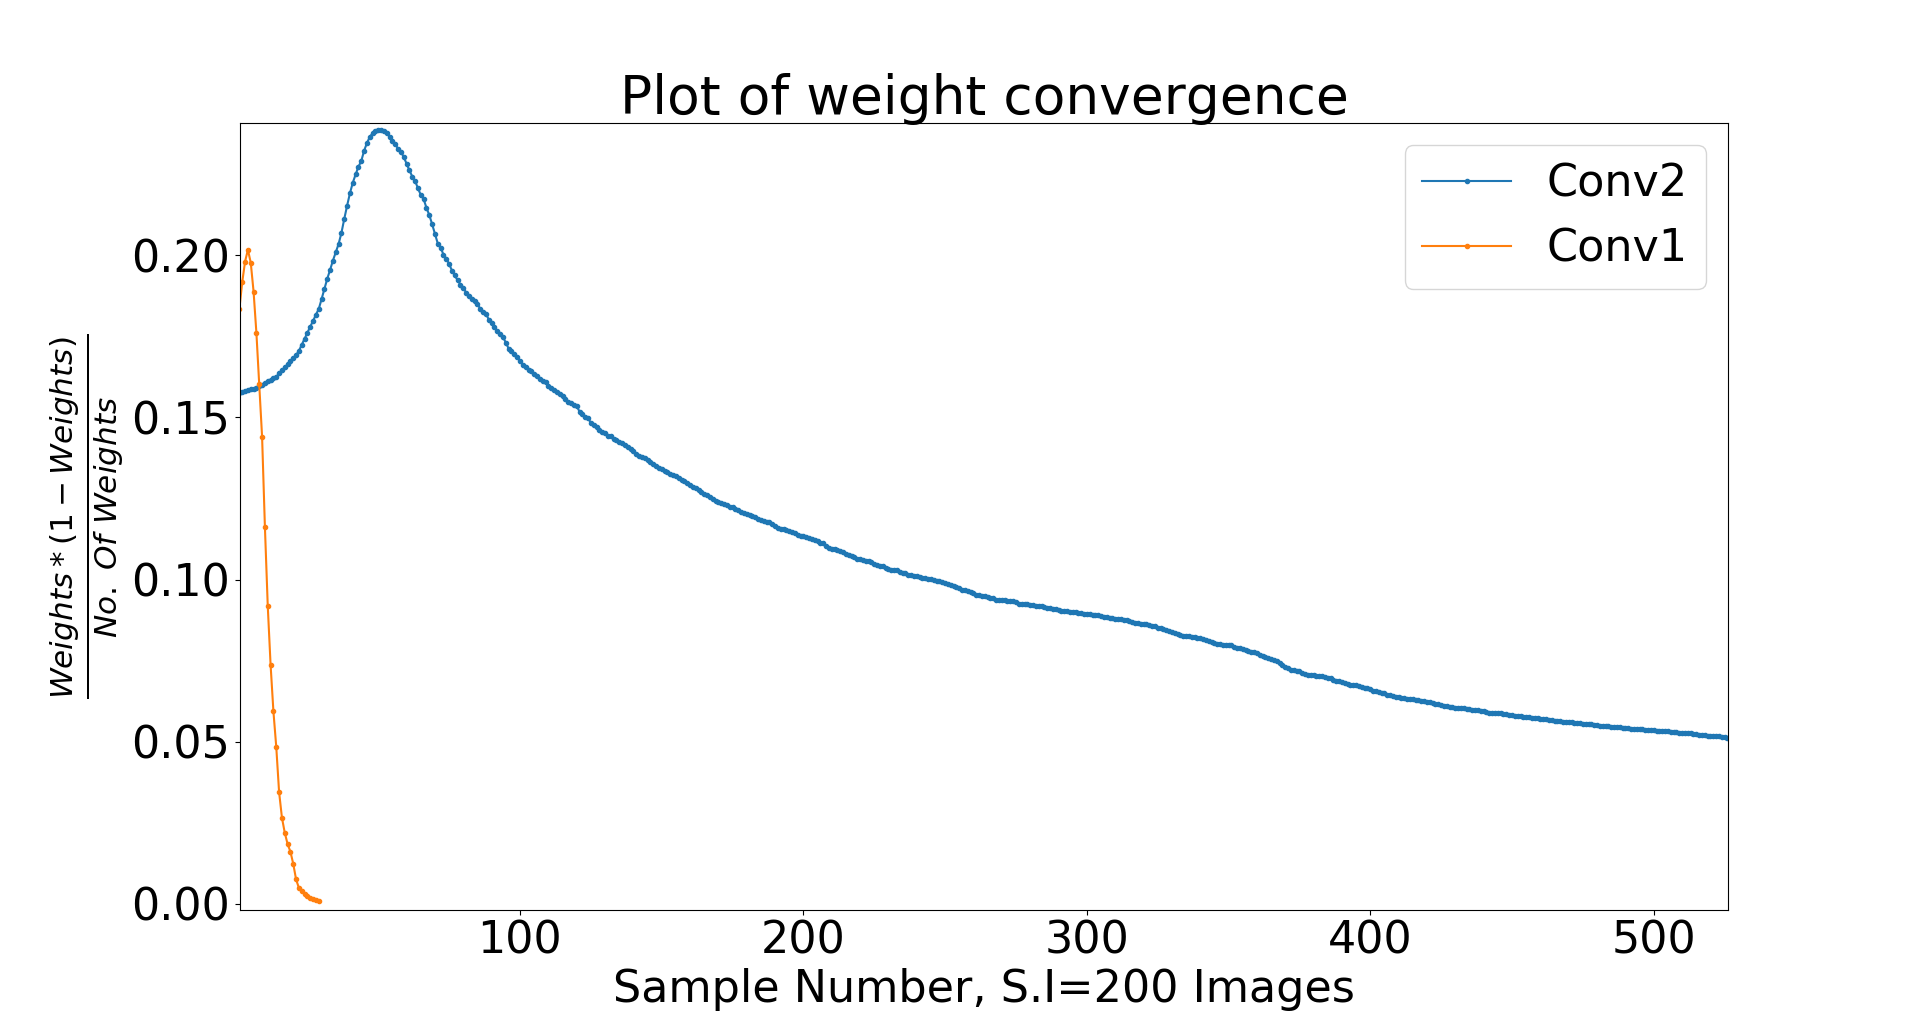 Plot of weight convergence
Conv2
Conv1
0.20
0.15
0.10
0.05
0.00
Weights * (1 − Weights)
No. Of Weights
100 200 300 400 500
Sample Number, S.I=200 Images